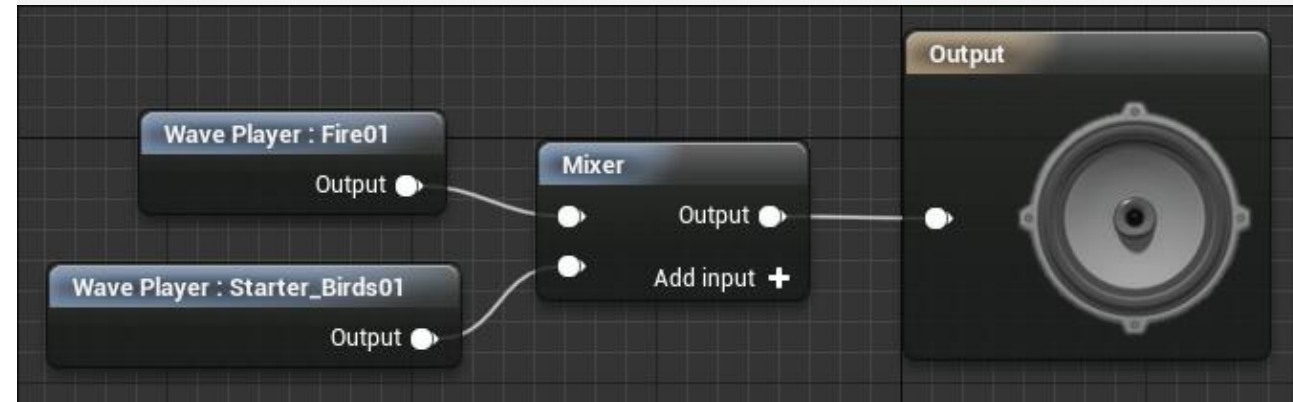 Wave Player : Fire01
Output
Wave Player : Starter_Birds01
Output
Mixer
Output
Add input
Output